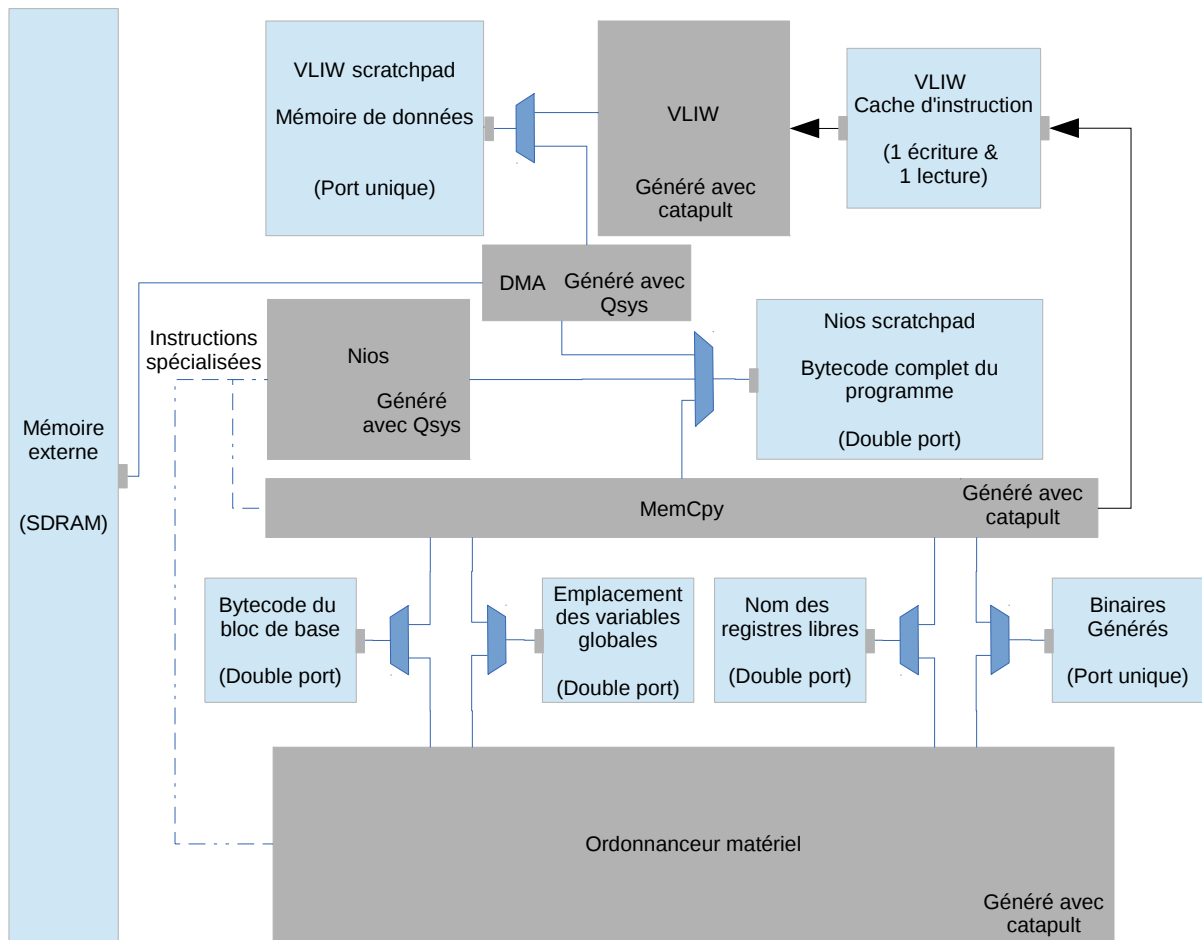 VLIW scratchpad
Mémoire de données
(Port unique)
VLIW
Généré avec
catapult
VLIW
Cache d'instruction
(1 écriture &
1 lecture)
DMA
Généré avec
Qsys
Instructions
spécialisées
Nios
Généré
avec Qsys
Nios scratchpad
Bytecode complet du
programme
(Double port)
Mémoire
externe
(SDRAM)
MemCpy
Généré avec
catapult
Bytecode du
bloc de base
(Double port)
Emplacement
des variables
globales
(Double port)
Nom des
registres libres
(Double port)
Binaires
Générés
(Port unique)
Ordonnanceur matériel
Généré avec
catapult